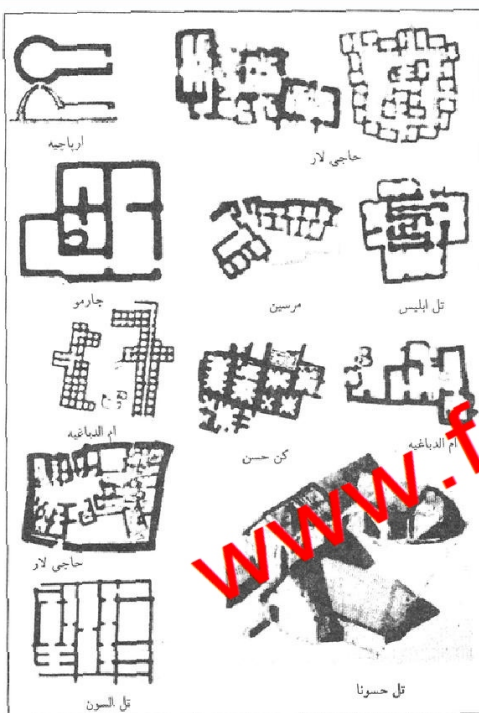 ارپاچیه
حاجی لار
جارمو
مرسین
تل ابلیس
ام الدباغیه
کن حسن
ام الدباغیه
حاجی لار
تل حسونا
تل السون
www.f